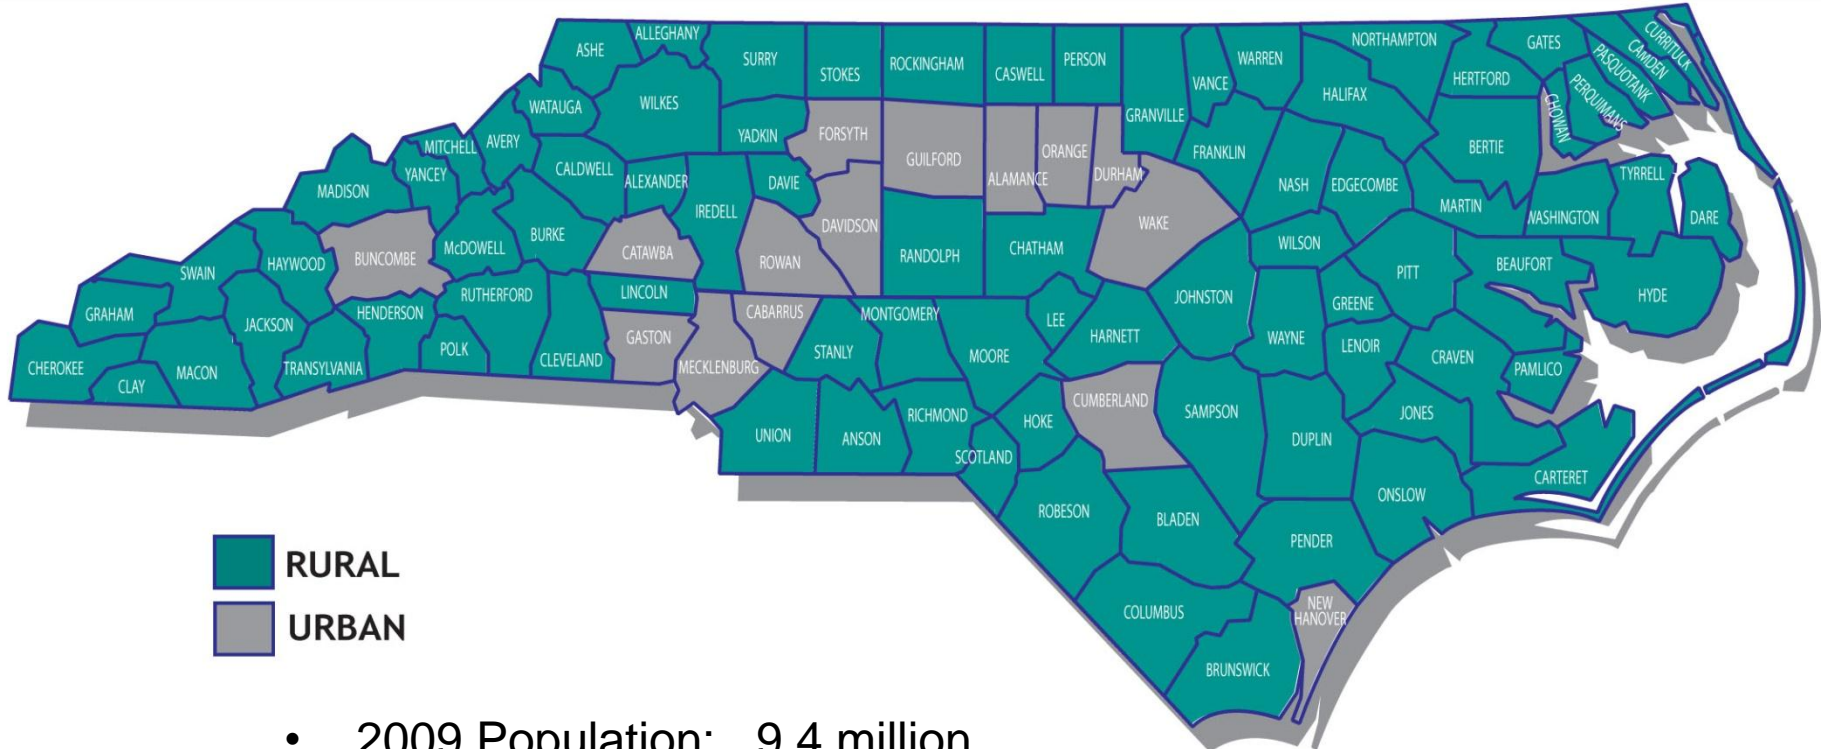 ALLEGHANY
ASHE
SURRY
STOKES
ROCKINGHAM
CASWELL
PERSON
GRANVILLE
VANCE
WARREN
NORTHAMPTON
HALIFAX
HERTFORD
GATES
CURRITUCK
CAMDEN
PASQUOTANK
PERQUIMANS
CHOWAN
WATAUGA
WILKES
YADKIN
FORSYTH
GUILFORD
ALAMANCE
ORANGE
DURHAM
FRANKLIN
NASH
EDGECOMBE
BERTIE
MARTIN
WASHINGTON
TYRRELL
DARE
MITCHELL
AVERY
YANCEY
MADISON
CALDWELL
ALEXANDER
IREDELL
DAVIE
DAVIDSON
RANDOLPH
CHATHAM
WAKE
WILSON
PITT
BEAUFORT
HYDE
SWAIN
HAYWOOD
BUNCOMBE
McDOWELL
BURKE
CATAWBA
ROWAN
LINCOLN
RUTHERFORD
GRAHAM
JACKSON
HENDERSON
CHEROKEE
CLAY
MACON
TRANSYLVANIA
POLK
CLEVELAND
GASTON
MECKLENBURG
CABARRUS
STANLY
MONTGOMERY
MOORE
LEE
HARNETT
JOHNSTON
WAYNE
GREENE
LENOIR
CRAVEN
PAMLICO
UNION
ANSON
RICHMOND
SCOTLAND
HOKE
CUMBERLAND
SAMPSON
DUPLIN
JONES
CARTERET
ONSLOW
ROBESON
BLADEN
PENDER
COLUMBUS
NEW
HANOVER
BRUNSWICK
RURAL
URBAN
• 2009 Population: 9.4 million